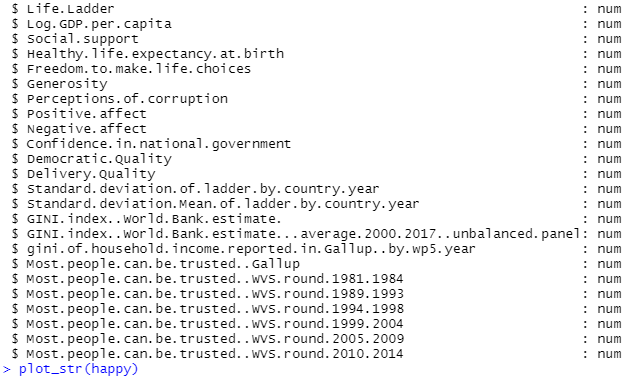 $ Life.Ladder : num
$ Log.GDP.per.capita : num
$ Social.support : num
$ Healthy.life.expectancy.at.birth : num
$ Freedom.to.make.life.choices : num
$ Generosity : num
$ Perceptions.of.corruption : num
$ Positive.affect : num
$ Negative.affect : num
$ Confidence.in.national.government : num
$ Democratic.Quality : num
$ Delivery.Quality : num
$ Standard.deviation.of.ladder.by.country.year : num
$ Standard.deviation.Mean.of.ladder.by.country.year : num
$ GINI.index..World.Bank.estimate. : num
$ GINI.index..World.Bank.estimate...average.2000.2017..unbalanced.panel: num
$ gini.of.household.income.reported.in.Gallup..by.wp5.year : num
$ Most.people.can.be.trusted..Gallup : num
$ Most.people.can.be.trusted..WVS.round.1981.1984 : num
$ Most.people.can.be.trusted..WVS.round.1989.1993 : num
$ Most.people.can.be.trusted..WVS.round.1994.1998 : num
$ Most.people.can.be.trusted..WVS.round.1999.2004 : num
$ Most.people.can.be.trusted..WVS.round.2005.2009 : num
$ Most.people.can.be.trusted..WVS.round.2010.2014 : num
> plot_str(happy)